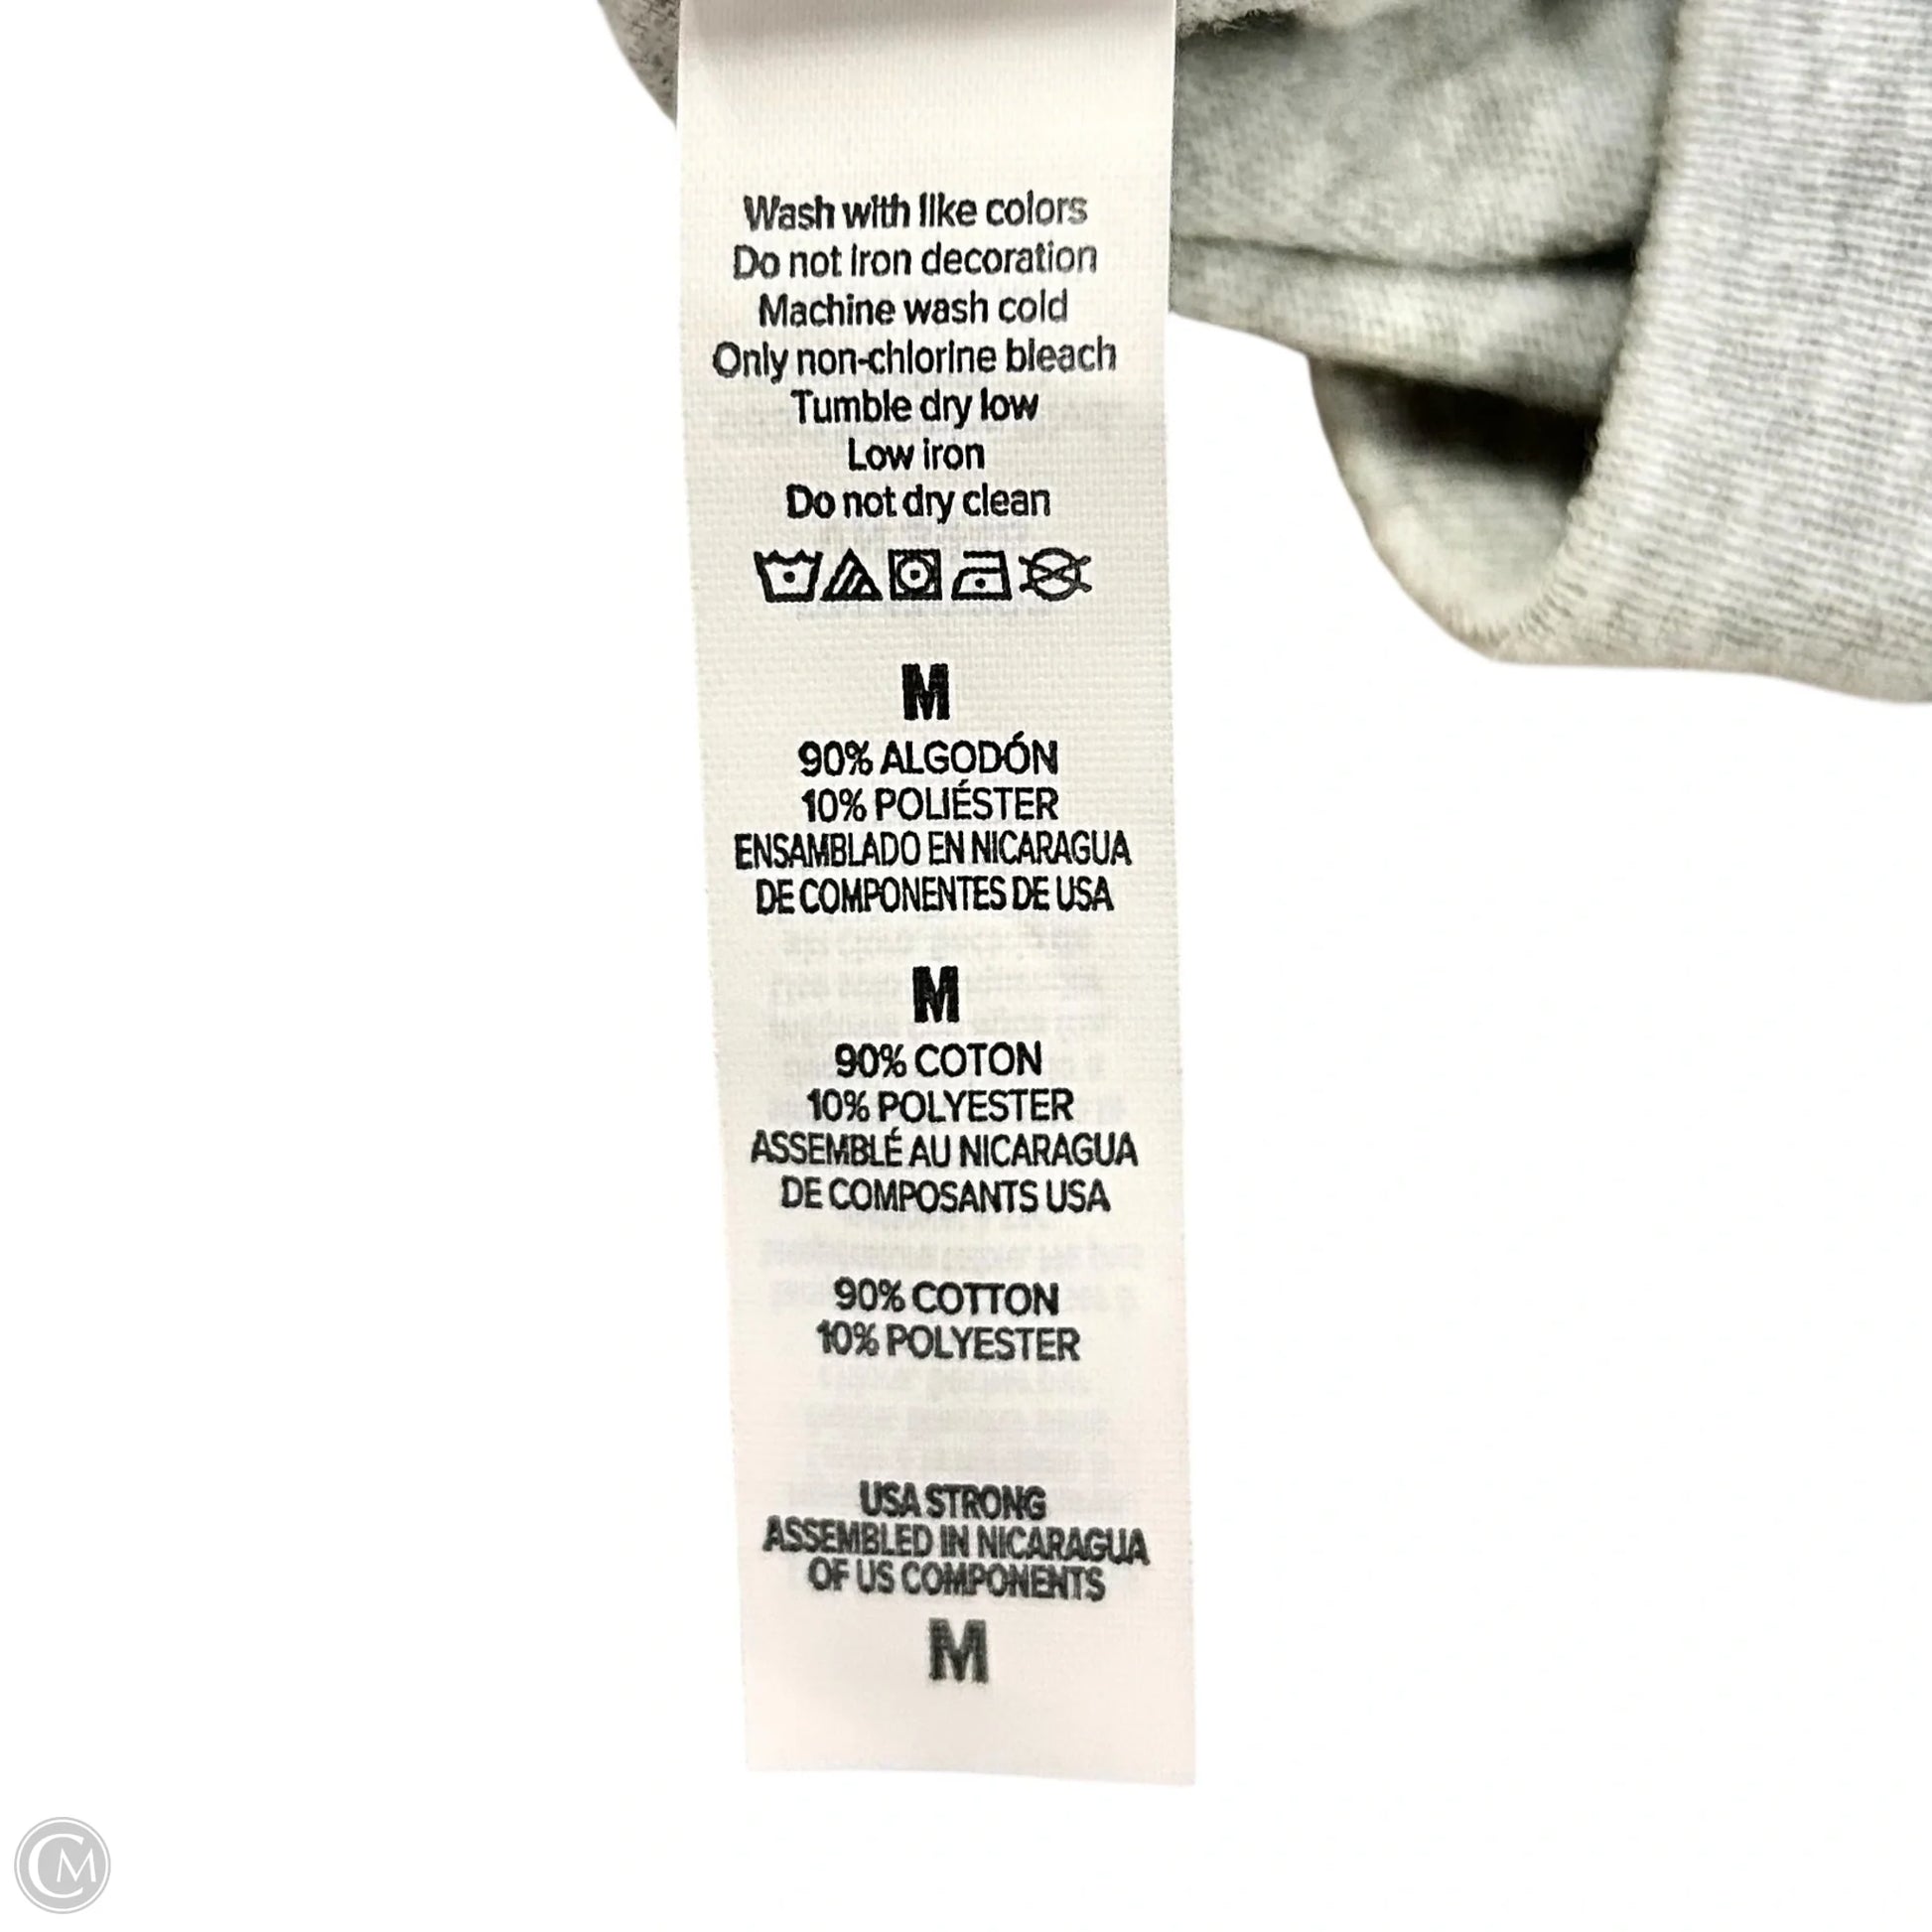 Wash with like colors
Do not iron decoration
Machine wash cold
Only non-chlorine bleach
Tumble dry low
Low iron
Do not dry clean
M
90% ALGODÓN
10% POLIÉSTER
ENSAMBLADO EN NICARAGUA
DE COMPONENTES DE USA
M
90% COTON
10% POLYESTER
ASSEMBLÉ AU NICARAGUA
DE COMPOSANTS USA
90% COTTON
10% POLYESTER
USA STRONG
ASSEMBLED IN NICARAGUA
OF US COMPONENTS
M
CM